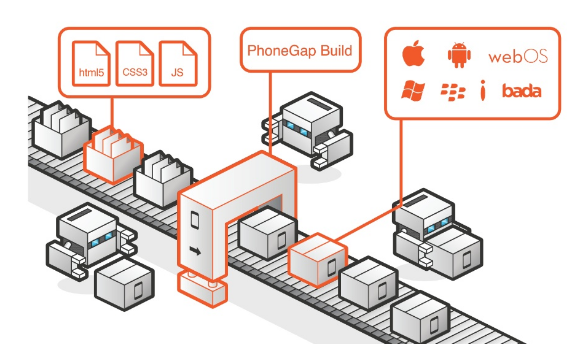 html5
CSS3
JS
PhoneGap Build
webOS
bada